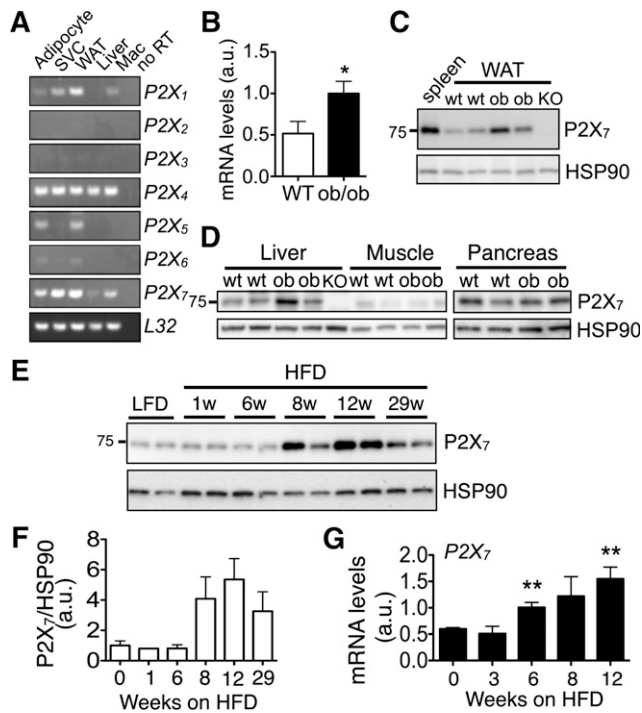 A
Adipocyte SVC WAT Liver Mac no RT
P2X1
P2X2
P2X3
P2X4
P2X5
P2X6
P2X7
L32
B
mRNA levels (a.u.)
1.5
1.0
0.5
0.0
*
WT ob/ob
C
spleen WAT
wt wt ob ob KO
75
P2X7
HSP90
D
Liver Muscle Pancreas
wt wt ob ob KO wt wt ob ob wt wt ob ob
75
P2X7
HSP90
E
HFD
LFD 1w 6w 8w 12w 29w
75
P2X7
HSP90
F
P2X7/HSP90
(a.u.)
8
6
4
2
0
0 1 6 8 12 29
Weeks on HFD
G
P2X7
mRNA levels
(a.u.)
2.0
1.5
1.0
0.5
0.0
** **
0 3 6 8 12
Weeks on HFD